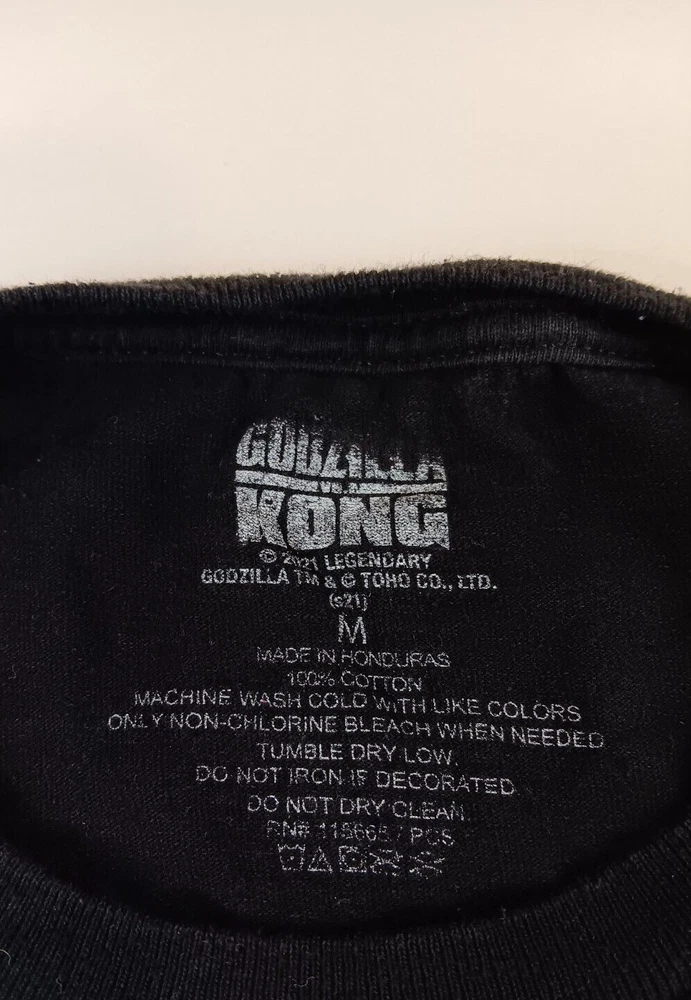 GODZILLA
VS.
KONG
© 2021 LEGENDARY
GODZILLA TM & © TOHO CO., LTD.
(s21)
M
MADE IN HONDURAS
100% COTTON
MACHINE WASH COLD WITH LIKE COLORS
ONLY NON-CHLORINE BLEACH WHEN NEEDED
TUMBLE DRY LOW.
DO NOT IRON IF DECORATED
DO NOT DRY CLEAN
RN# PCS